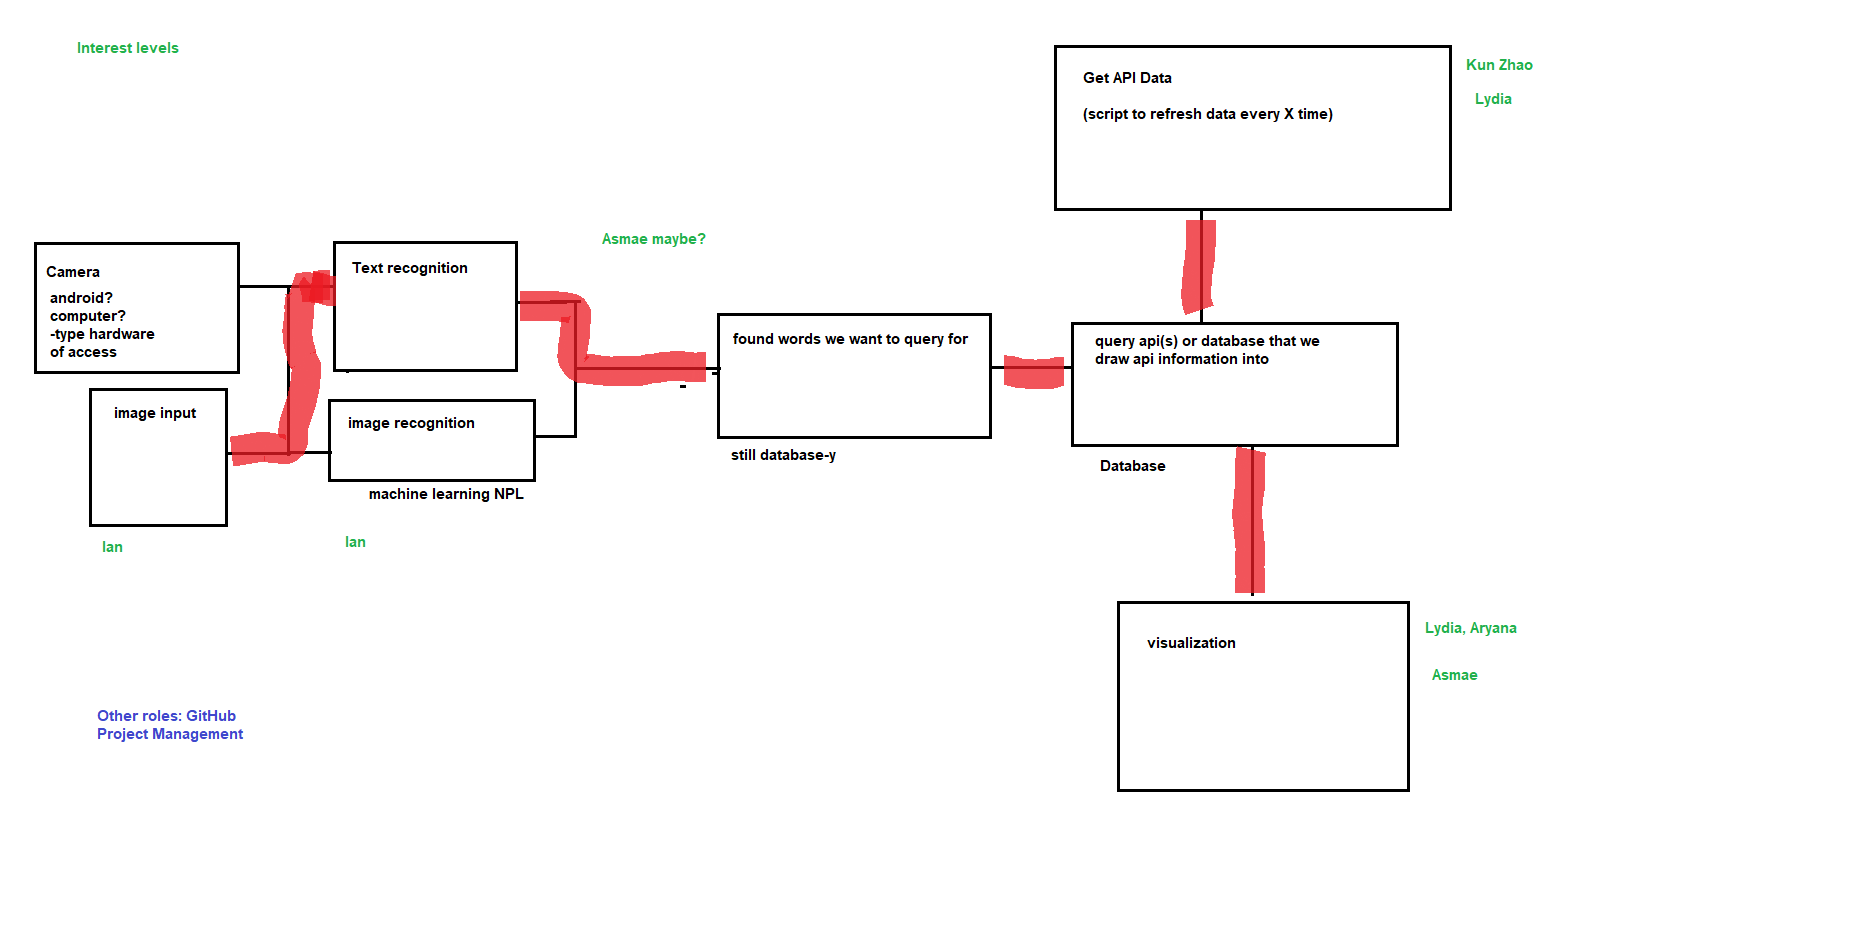 Interest levels
Get API Data
(script to refresh data every X time)
Kun Zhao
Lydia
Camera
android?
computer?
-type hardware
of access
Text recognition
Asmae maybe?
image input
image recognition
machine learning NPL
Ian
Ian
found words we want to query for
still database-y
query api(s) or database that we
draw api information into
Database
visualization
Lydia, Aryana
Asmae
Other roles: GitHub
Project Management